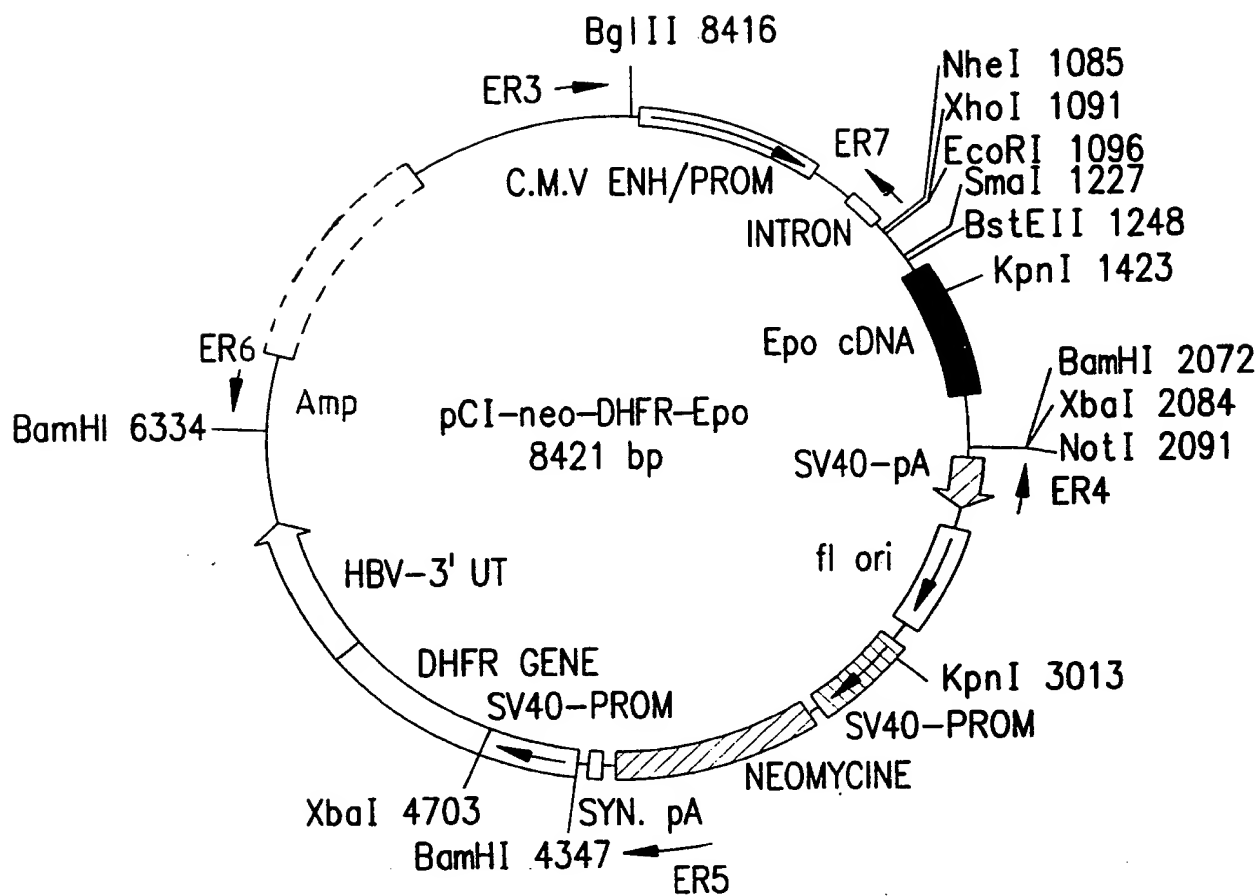 BglII 8416
ER3
NheI 1085
XhoI 1091
EcoRI 1096
SmaI 1227
BstEII 1248
KpnI 1423
ER7
C.M.V ENH/PROM
INTRON
Epo cDNA
BamHI 2072
XbaI 2084
NotI 2091
ER4
SV40-pA
ER6
Amp
BamHI 6334
pCI-neo-DHFR-Epo
8421 bp
fl ori
HBV-3' UT
DHFR GENE
SV40-PROM
KpnI 3013
SV40-PROM
NEOMYCINE
XbaI 4703
SYN. pA
BamHI 4347
ER5